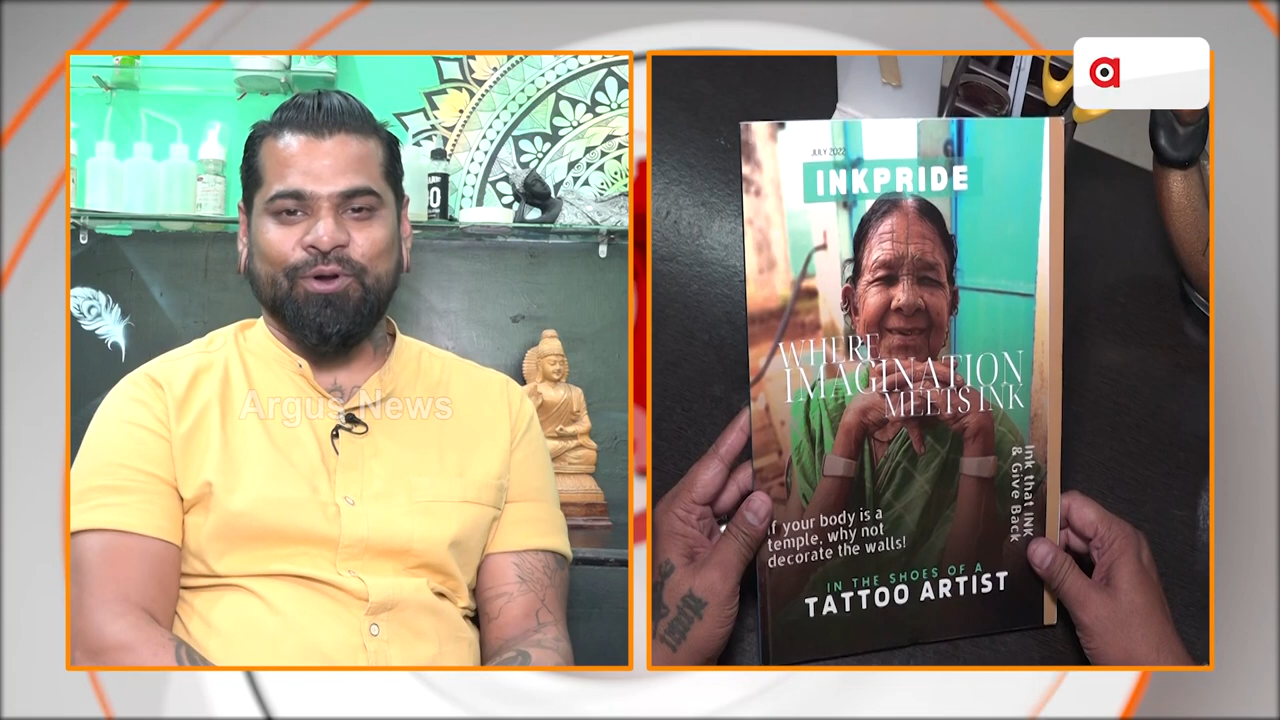 Argus News
JULY 2022
INKPRIDE
WHERE
IMAGINATION
MEETS INK
Ink that INK
& Give Back
If your body is a
temple, why not
decorate the walls!
IN THE SHOES OF A
TATTOO ARTIST